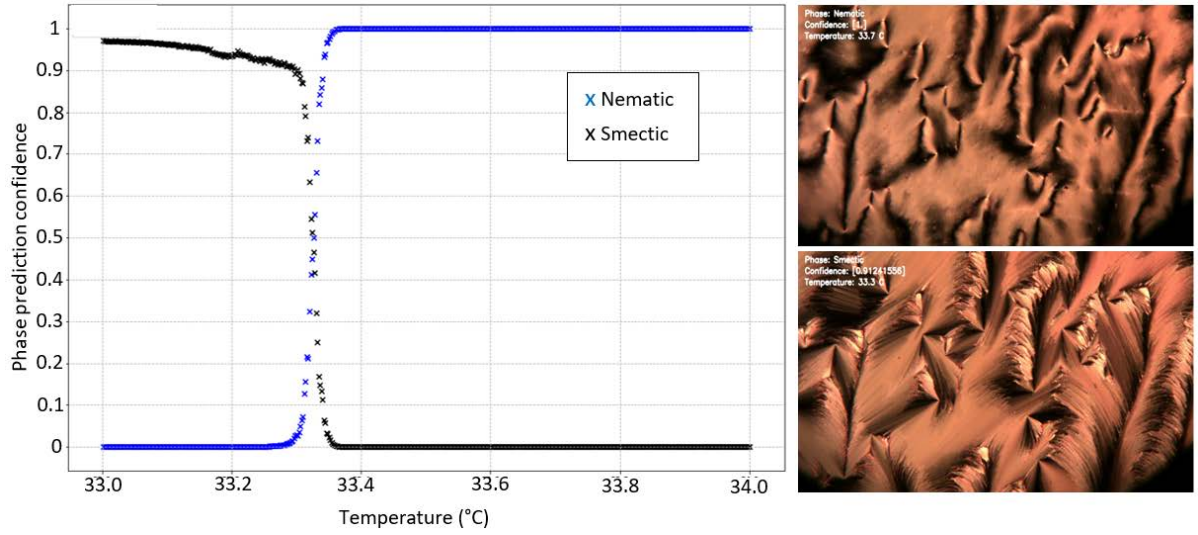 Phase prediction confidence
1
0.9
0.8
0.7
0.6
0.5
0.4
0.3
0.2
0.1
0
33.0 33.2 33.4 33.6 33.8 34.0
Temperature (°C)
x Nematic
x Smectic
Phase: Nematic
Confidence: [1.]
Temperature: 33.7 C
Phase: Smectic
Confidence: [0.91241556]
Temperature: 33.3 C